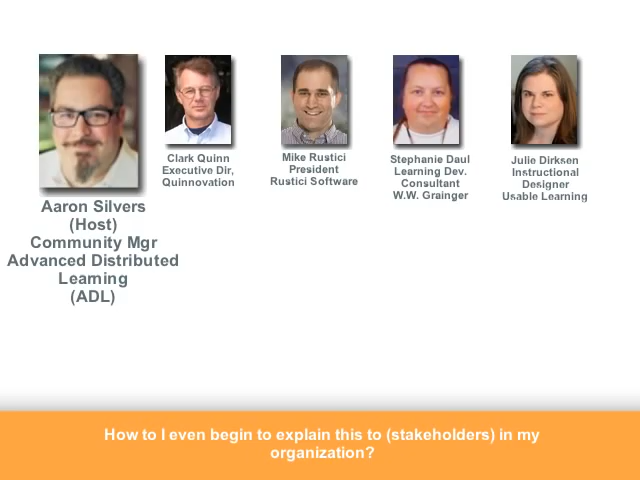 Aaron Silvers
(Host)
Community Mgr
Advanced Distributed
Learning
(ADL)
Clark Quinn
Executive Dir,
Quinnovation
Mike Rustici
President
Rustici Software
Stephanie Daul
Learning Dev.
Consultant
W.W. Grainger
Julie Dirksen
Instructional
Designer
Usable Learning
How to I even begin to explain this to (stakeholders) in my
organization?